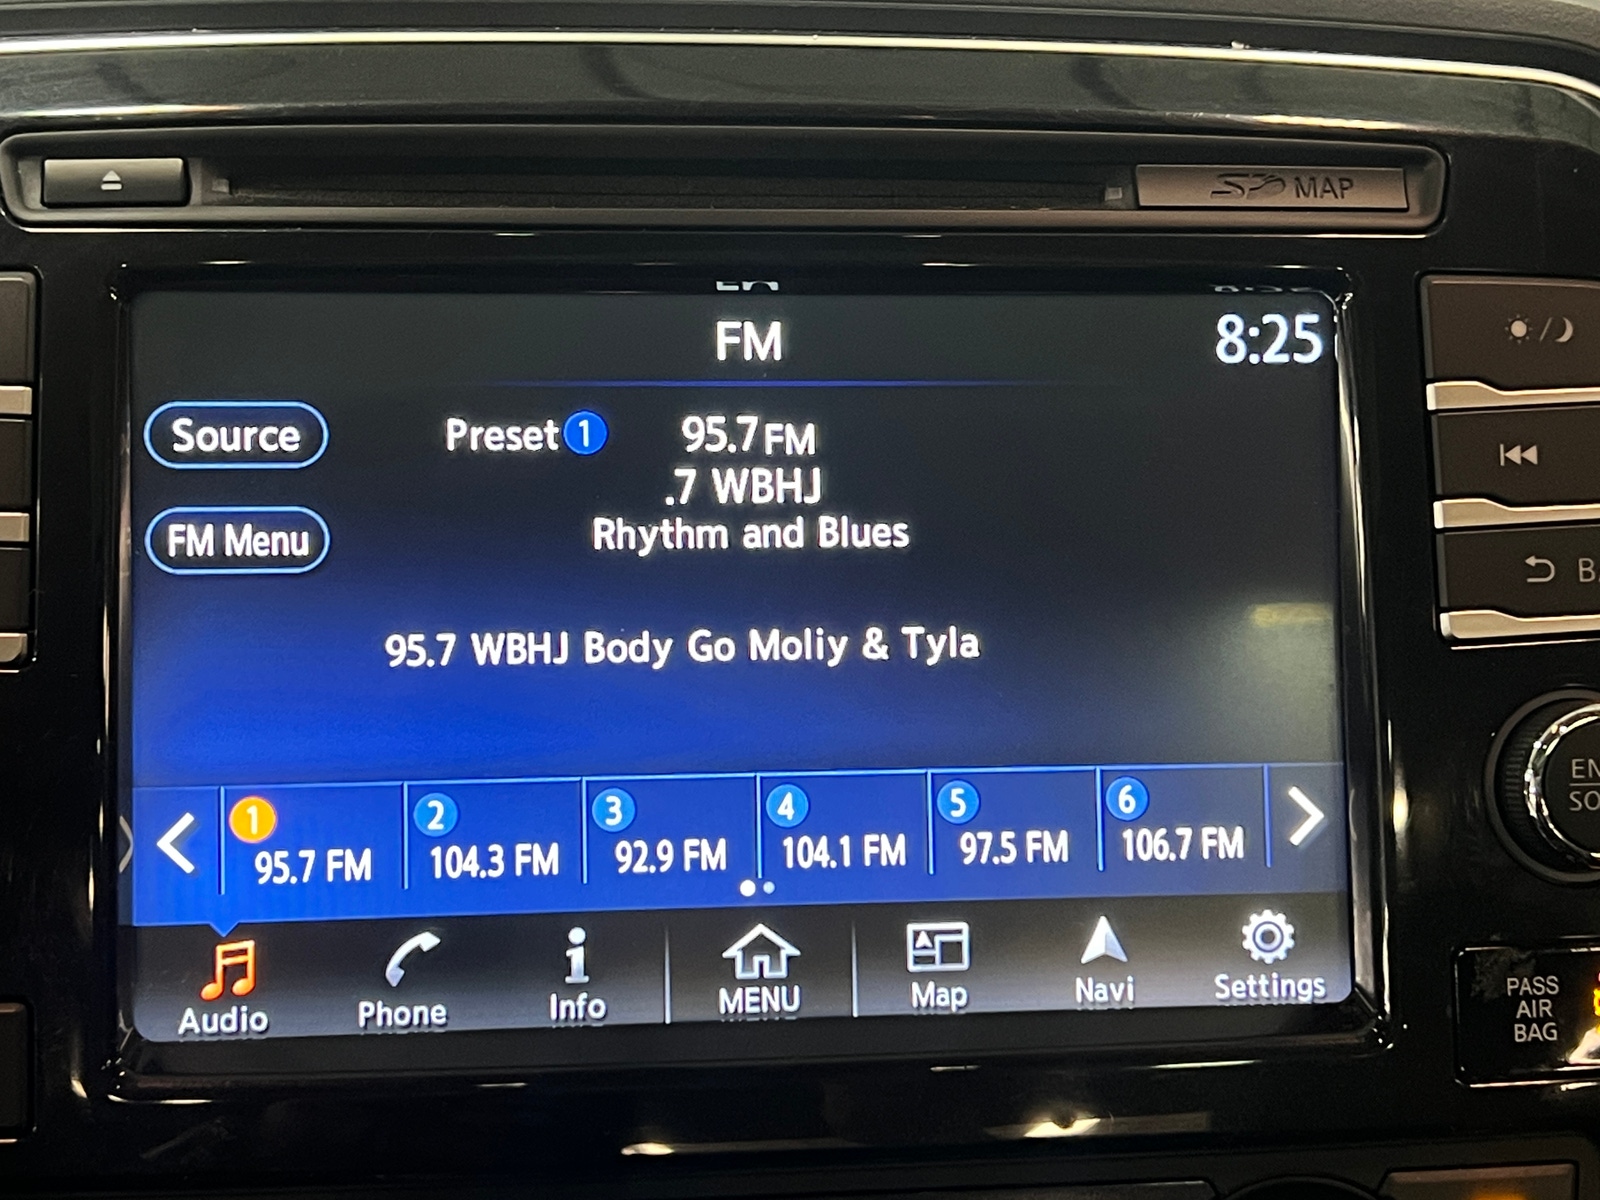 SD MAP
FM
8:25
Source
Preset 1 95.7 FM
.7 WBHJ
FM Menu
Rhythm and Blues
95.7 WBHJ Body Go Moliy & Tyla
1 95.7 FM
2 104.3 FM
3 92.9 FM
4 104.1 FM
5 97.5 FM
6 106.7 FM
Audio
Phone
Info
MENU
Map
Navi
Settings
PASS
AIR
BAG